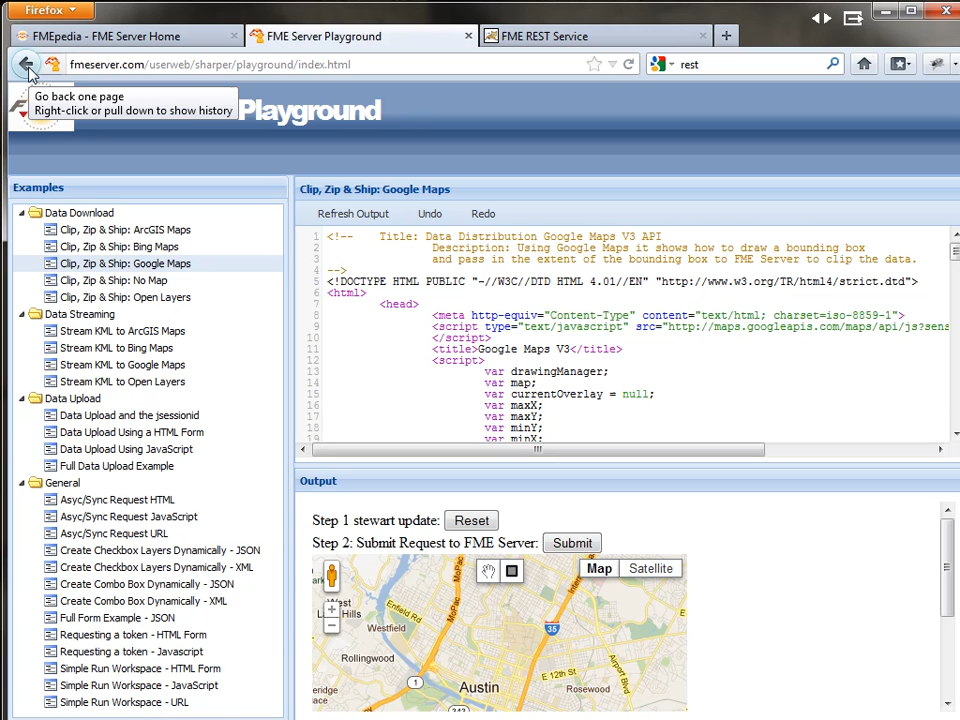 Firefox
FMEpedia - FME Server Home
FME Server Playground
FME REST Service
fmeserver.com/userweb/sharper/playground/index.html
rest
Go back one page
Right-click or pull down to show history
Playground
Examples
Data Download
Clip, Zip & Ship: ArcGIS Maps
Clip, Zip & Ship: Bing Maps
Clip, Zip & Ship: Google Maps
Clip, Zip & Ship: No Map
Clip, Zip & Ship: Open Layers
Data Streaming
Stream KML to ArcGIS Maps
Stream KML to Bing Maps
Stream KML to Google Maps
Stream KML to Open Layers
Data Upload
Data Upload and the jsessionid
Data Upload Using a HTML Form
Data Upload Using JavaScript
Full Data Upload Example
General
Asyc/Sync Request HTML
Asyc/Sync Request JavaScript
Asyc/Sync Request URL
Create Checkbox Layers Dynamically - JSON
Create Checkbox Layers Dynamically - XML
Create Combo Box Dynamically - JSON
Create Combo Box Dynamically - XML
Full Form Example - JSON
Requesting a token - HTML Form
Requesting a token - Javascript
Simple Run Workspace - HTML Form
Simple Run Workspace - JavaScript
Simple Run Workspace - URL
Clip, Zip & Ship: Google Maps
Refresh Output Undo Redo
1 <!-- Title: Data Distribution Google Maps V3 API
2 Description: Using Google Maps it shows how to draw a bounding box
3 and pass in the extent of the bounding box to FME Server to clip the data.
4 -->
5 <!DOCTYPE HTML PUBLIC "-//W3C//DTD HTML 4.01//EN" "http://www.w3.org/TR/html4/strict.dtd">
6 <html>
7 <head>
8 <meta http-equiv="Content-Type" content="text/html; charset=iso-8859-1">
9 <script type="text/javascript" src="http://maps.googleapis.com/maps/api/js?sens
10 </script>
11 <title>Google Maps V3</title>
12 <script>
13 var drawingManager;
14 var map;
15 var currentOverlay = null;
16 var maxX;
17 var maxY;
18 var minY;
19 var minX;
Output
Step 1 stewart update: Reset
Step 2: Submit Request to FME Server: Submit
Map Satellite
West
Hills
Enfield Rd
MoPac
MoPac
Westfield
35
Rollingwood
E 12th St
Airport Blvd
1
Austin
Rosewood
343